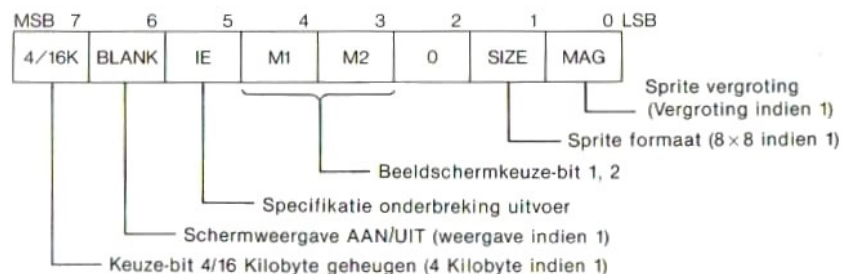 MSB 7 6 5 4 3 2 1 0 LSB
4/16K BLANK IE M1 M2 0 SIZE MAG
Sprite vergroting
(Vergroting indien 1)
Sprite formaat (8×8 indien 1)
Beeldschermkeuze-bit 1, 2
Specifikatie onderbreking uitvoer
Schermweergave AAN/UIT (weergave indien 1)
Keuze-bit 4/16 Kilobyte geheugen (4 Kilobyte indien 1)